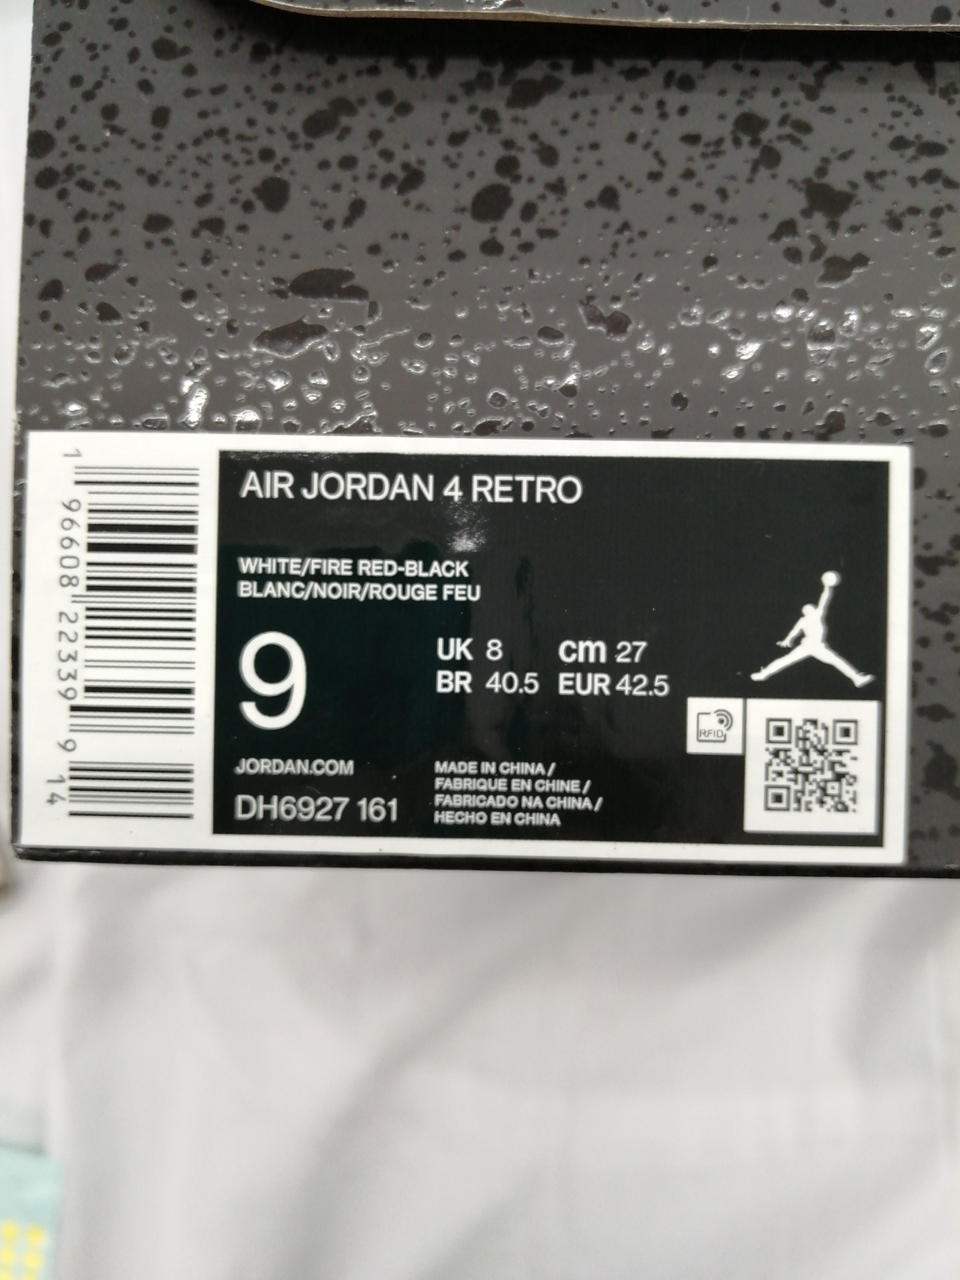 AIR JORDAN 4 RETRO
WHITE/FIRE RED-BLACK
BLANC/NOIR/ROUGE FEU
9
UK 8 cm 27
BR 40.5 EUR 42.5
RFID
JORDAN.COM
DH6927 161
MADE IN CHINA /
FABRIQUE EN CHINE /
FABRICADO NA CHINA /
HECHO EN CHINA
1 96608 22339 9 14